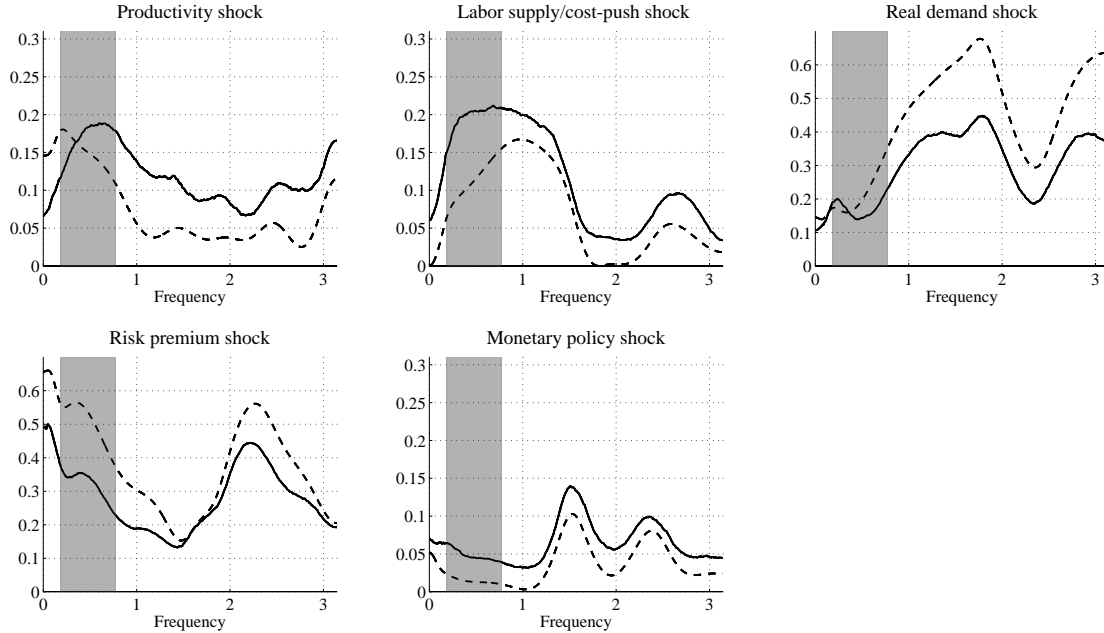 Productivity shock
0.3
0.25
0.2
0.15
0.1
0.05
0
0 1 2 3
Frequency
Labor supply/cost-push shock
0.3
0.25
0.2
0.15
0.1
0.05
0
0 1 2 3
Frequency
Real demand shock
0.6
0.5
0.4
0.3
0.2
0.1
0
0 1 2 3
Frequency
Risk premium shock
0.6
0.5
0.4
0.3
0.2
0.1
0
0 1 2 3
Frequency
Monetary policy shock
0.3
0.25
0.2
0.15
0.1
0.05
0
0 1 2 3
Frequency